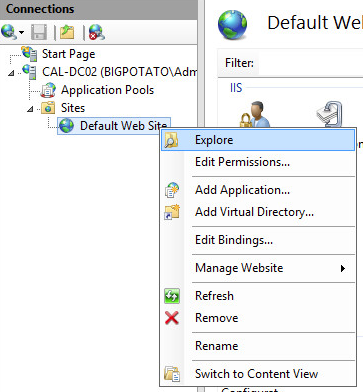 Connections
Default We
Filter:
Start Page
CAL-DC02 (BIGPOTATO\Adm
IIS
Application Pools
Sites
Default Web Site
Explore
Edit Permissions...
Add Application...
Add Virtual Directory...
Edit Bindings...
Manage Website
Refresh
Remove
Rename
Switch to Content View